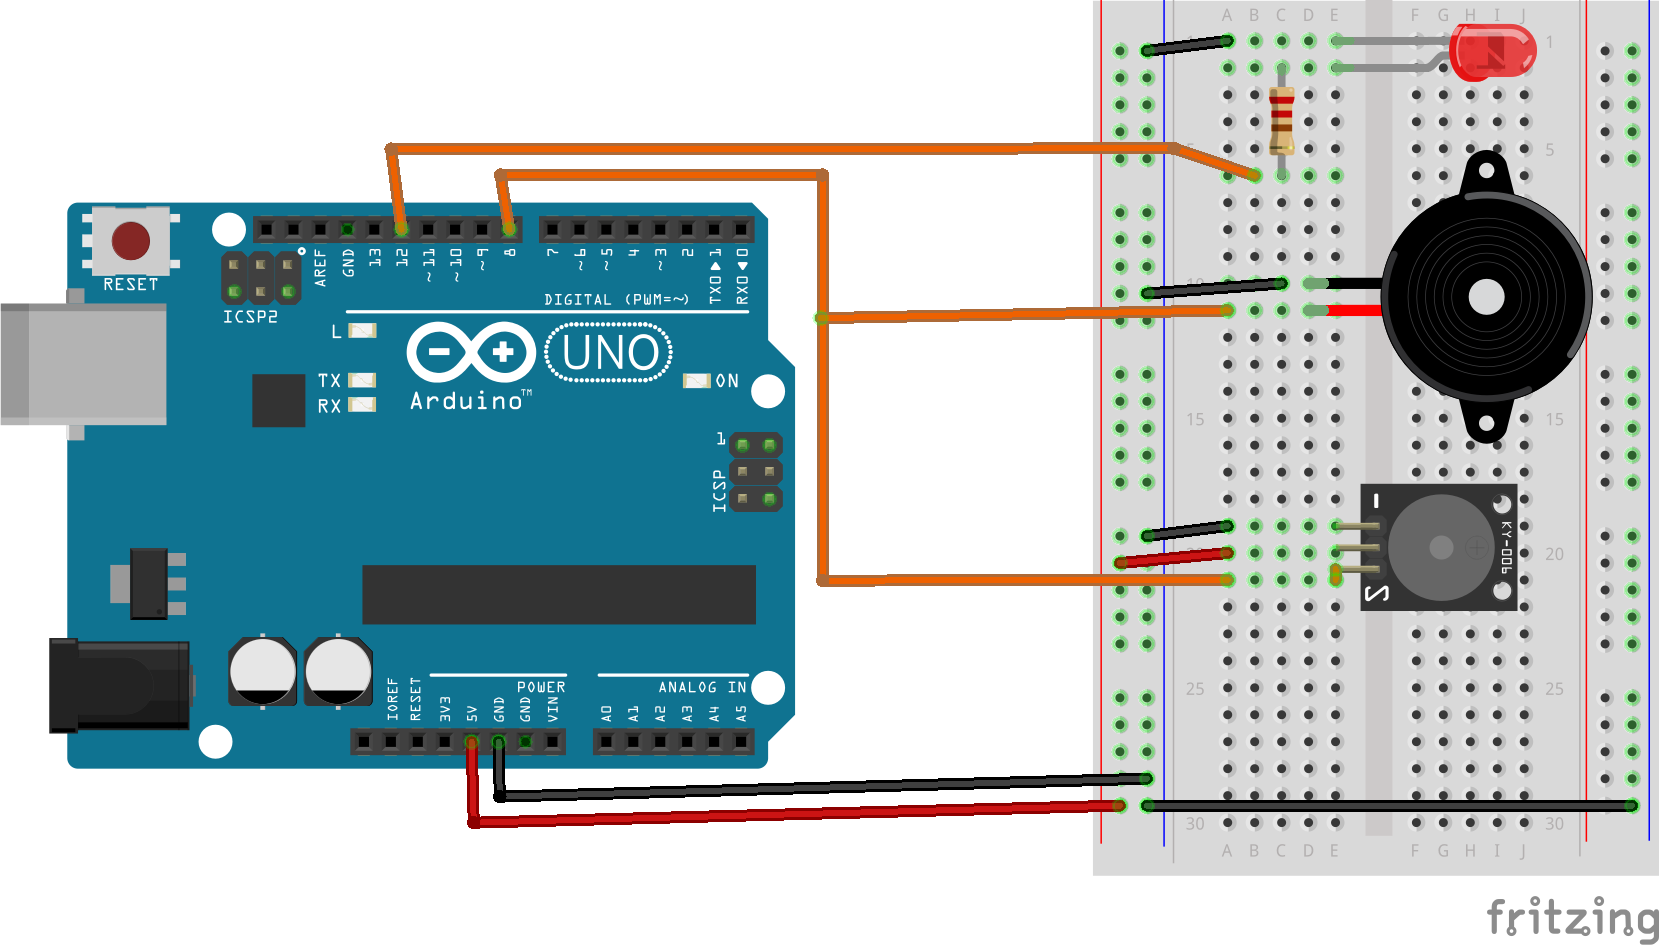 A B C D E F G H I J
1 1
5 5
10
15 15
20 20
25 25
30 30
A B C D E F G H I J
RESET
ICSP2
AREF
GND
13
12
~11
~10
~9
8
7
~6
~5
4
~3
2
TX0▶1
RX0◀0
DIGITAL (PWM=~)
L
TX
RX
UNO
Arduino™
ON
1
ICSP
KY-006
S
IOREF
RESET
3V3
5V
GND
GND
VIN
POWER
A0
A1
A2
A3
A4
A5
ANALOG IN
fritzing